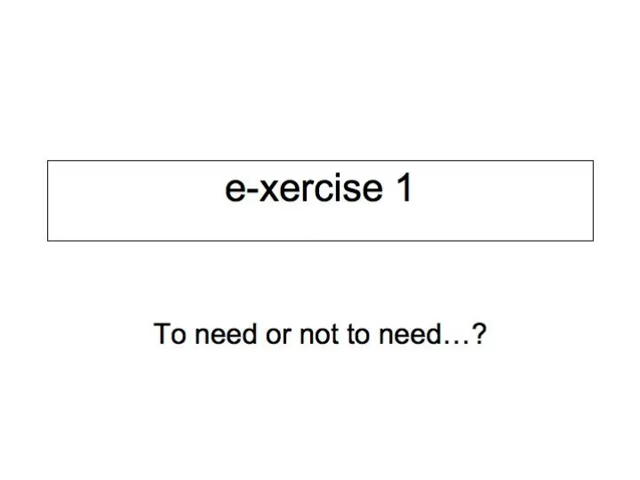 e-xercise 1
To need or not to need…?